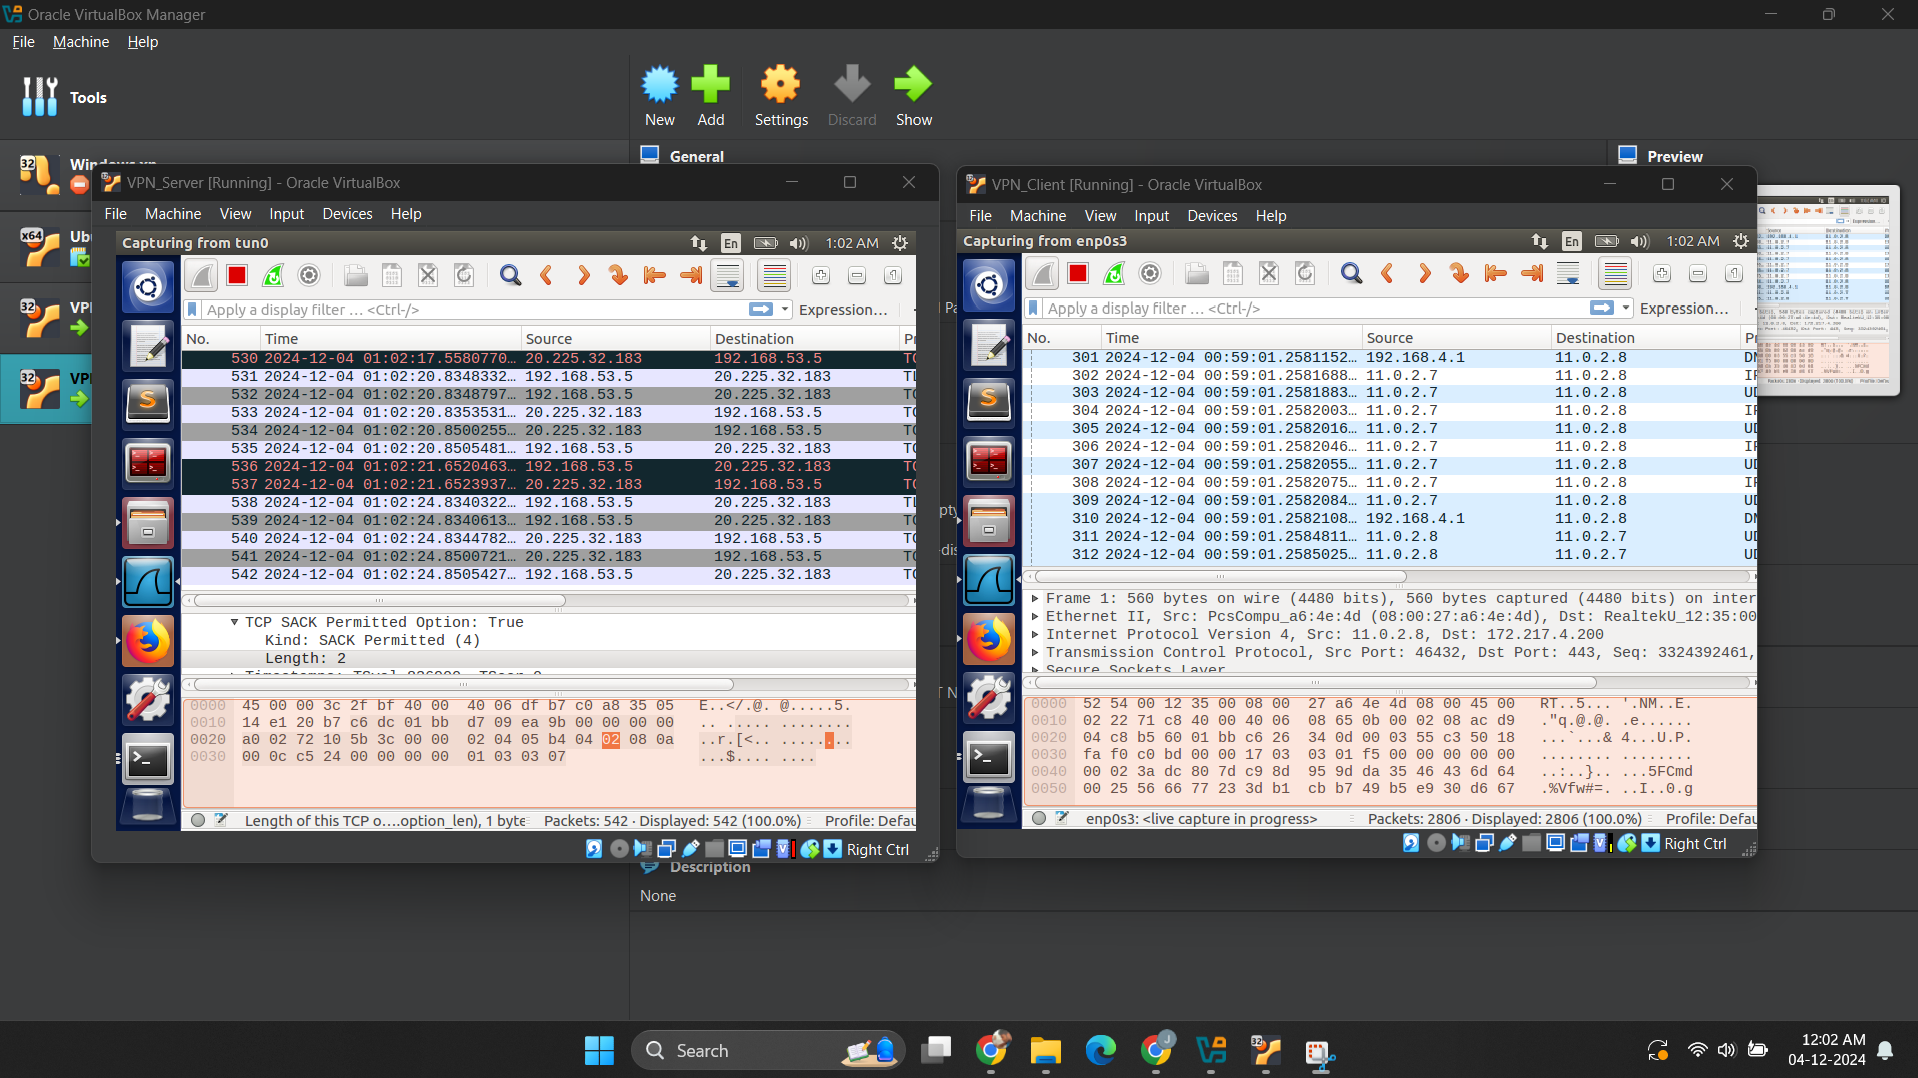 Oracle VirtualBox Manager
File Machine Help
Tools
New Add Settings Discard Show
General
Preview
32
Windows xp
x64
Ubu
32
VPN
32
VPN
VPN_Server [Running] - Oracle VirtualBox
File Machine View Input Devices Help
Capturing from tun0
En 1:02 AM
Apply a display filter … <Ctrl-/> Expression…
No. Time Source Destination
530 2024-12-04 01:02:17.5580770… 20.225.32.183 192.168.53.5 TC
531 2024-12-04 01:02:20.8348332… 192.168.53.5 20.225.32.183 TL
532 2024-12-04 01:02:20.8348797… 192.168.53.5 20.225.32.183 TC
533 2024-12-04 01:02:20.8353531… 20.225.32.183 192.168.53.5 TC
534 2024-12-04 01:02:20.8500255… 20.225.32.183 192.168.53.5 TC
535 2024-12-04 01:02:20.8505481… 192.168.53.5 20.225.32.183 TC
536 2024-12-04 01:02:21.6520463… 192.168.53.5 20.225.32.183 TC
537 2024-12-04 01:02:21.6523937… 20.225.32.183 192.168.53.5 TC
538 2024-12-04 01:02:24.8340322… 192.168.53.5 20.225.32.183 TL
539 2024-12-04 01:02:24.8340613… 192.168.53.5 20.225.32.183 TC
540 2024-12-04 01:02:24.8344782… 20.225.32.183 192.168.53.5 TC
541 2024-12-04 01:02:24.8500721… 20.225.32.183 192.168.53.5 TC
542 2024-12-04 01:02:24.8505427… 192.168.53.5 20.225.32.183 TC
TCP SACK Permitted Option: True
Kind: SACK Permitted (4)
Length: 2
0000 45 00 00 3c 2f bf 40 00 40 06 df b7 c0 a8 35 05 E..</.@. @.....5.
0010 14 e1 20 b7 c6 dc 01 bb d7 09 ea 9b 00 00 00 00 .. ..... ........
0020 a0 02 72 10 5b 3c 00 00 02 04 05 b4 04 02 08 0a ..r.[<.. ........
0030 00 0c c5 24 00 00 00 00 01 03 03 07 ...$.... ....
Length of this TCP o….option_len), 1 byte Packets: 542 · Displayed: 542 (100.0%) Profile: Defau
Right Ctrl
VPN_Client [Running] - Oracle VirtualBox
File Machine View Input Devices Help
Capturing from enp0s3
En 1:02 AM
Apply a display filter … <Ctrl-/> Expression…
No. Time Source Destination
301 2024-12-04 00:59:01.2581152… 192.168.4.1 11.0.2.8 DN
302 2024-12-04 00:59:01.2581688… 11.0.2.7 11.0.2.8 IP
303 2024-12-04 00:59:01.2581883… 11.0.2.7 11.0.2.8 UD
304 2024-12-04 00:59:01.2582003… 11.0.2.7 11.0.2.8 IP
305 2024-12-04 00:59:01.2582016… 11.0.2.7 11.0.2.8 UD
306 2024-12-04 00:59:01.2582046… 11.0.2.7 11.0.2.8 IP
307 2024-12-04 00:59:01.2582055… 11.0.2.7 11.0.2.8 UD
308 2024-12-04 00:59:01.2582075… 11.0.2.7 11.0.2.8 IP
309 2024-12-04 00:59:01.2582084… 11.0.2.7 11.0.2.8 UD
310 2024-12-04 00:59:01.2582108… 192.168.4.1 11.0.2.8 DN
311 2024-12-04 00:59:01.2584811… 11.0.2.8 11.0.2.7 UD
312 2024-12-04 00:59:01.2585025… 11.0.2.8 11.0.2.7 UD
Frame 1: 560 bytes on wire (4480 bits), 560 bytes captured (4480 bits) on inter
Ethernet II, Src: PcsCompu_a6:4e:4d (08:00:27:a6:4e:4d), Dst: RealtekU_12:35:00
Internet Protocol Version 4, Src: 11.0.2.8, Dst: 172.217.4.200
Transmission Control Protocol, Src Port: 46432, Dst Port: 443, Seq: 3324392461,
Secure Sockets Layer
0000 52 54 00 12 35 00 08 00 27 a6 4e 4d 08 00 45 00 RT..5... '.NM..E.
0010 02 22 71 c8 40 00 40 06 08 65 0b 00 02 08 ac d9 ."q.@.@. .e......
0020 04 c8 b5 60 01 bb c6 26 34 0d 00 03 55 c3 50 18 ...`...& 4...U.P.
0030 fa f0 c0 bd 00 00 17 03 03 01 f5 00 00 00 00 00 ........ ........
0040 00 02 3a dc 80 7d c9 8d 95 9d da 35 46 43 6d 64 ..:..}.. ...5FCmd
0050 00 25 56 66 77 23 3d b1 cb b7 49 b5 e9 30 d6 67 .%Vfw#=. ..I..0.g
enp0s3: <live capture in progress> Packets: 2806 · Displayed: 2806 (100.0%) Profile: Defau
Right Ctrl
Description
None
Search
12:02 AM
04-12-2024